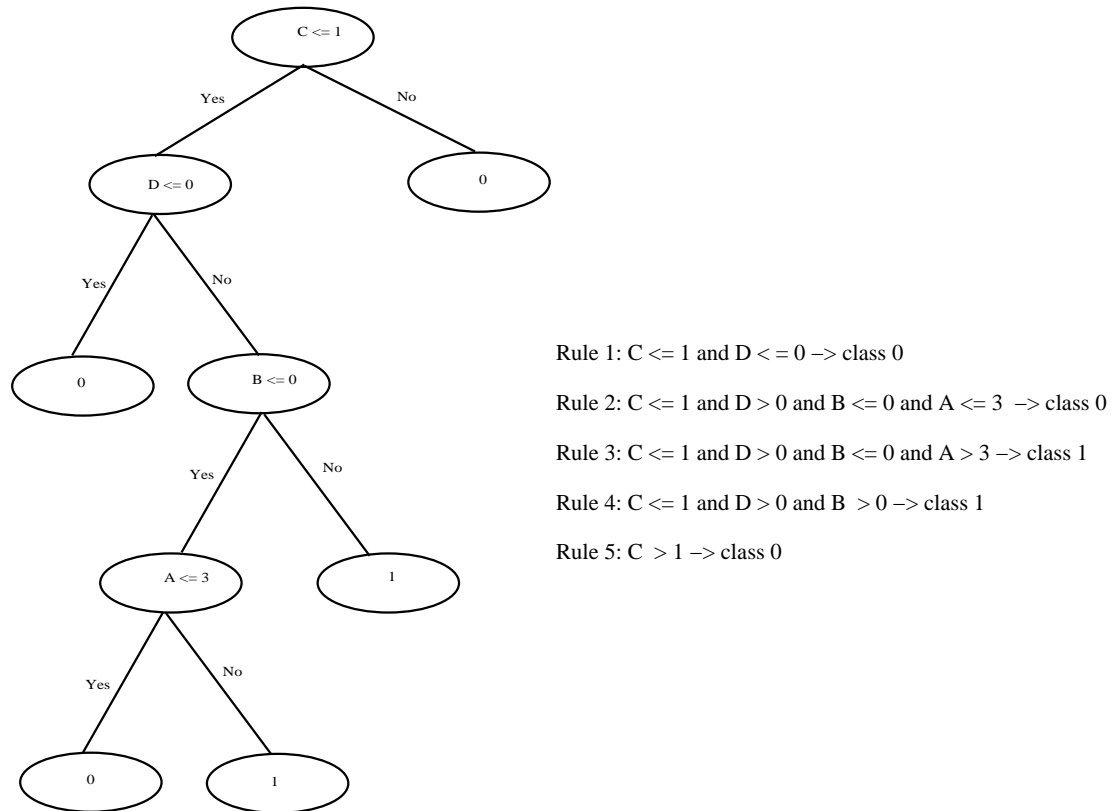 C <= 1
Yes
No
D <= 0
0
Yes
No
0
B <= 0
Yes
No
A <= 3
1
Yes
No
0
1
Rule 1: C <= 1 and D < = 0 –> class 0
Rule 2: C <= 1 and D > 0 and B <= 0 and A <= 3 –> class 0
Rule 3: C <= 1 and D > 0 and B <= 0 and A > 3 –> class 1
Rule 4: C <= 1 and D > 0 and B > 0 –> class 1
Rule 5: C > 1 –> class 0